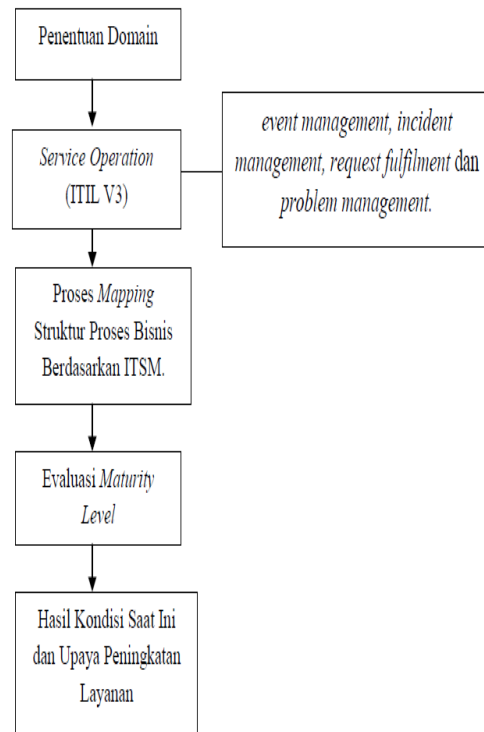 Penentuan Domain
Service Operation
(ITIL V3)
event management, incident
management, request fulfilment dan
problem management.
Proses Mapping
Struktur Proses Bisnis
Berdasarkan ITSM.
Evaluasi Maturity
Level
Hasil Kondisi Saat Ini
dan Upaya Peningkatan
Layanan